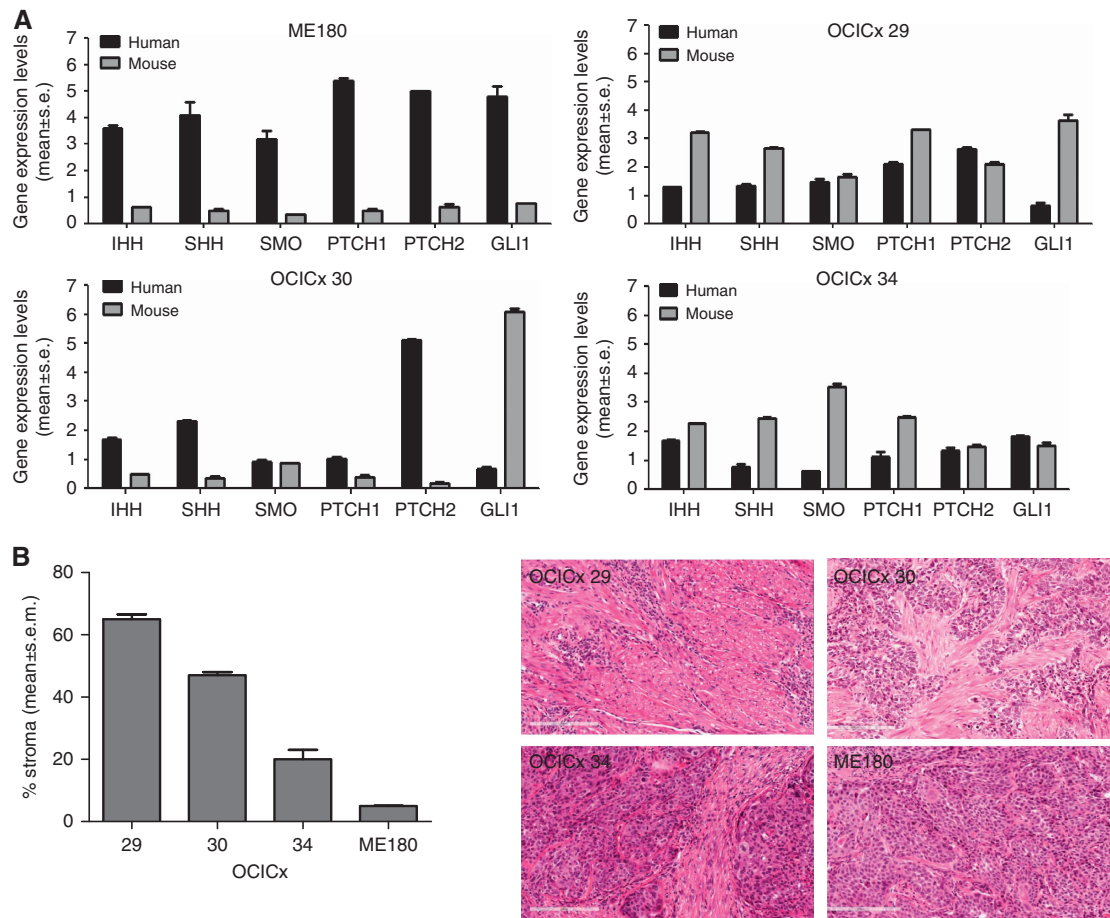 A
ME180
Gene expression levels
(mean±s.e.)
7
6
5
4
3
2
1
0
Human
Mouse
IHH SHH SMO PTCH1 PTCH2 GLI1
OCICx 29
Gene expression levels
(mean±s.e.)
7
6
5
4
3
2
1
0
Human
Mouse
IHH SHH SMO PTCH1 PTCH2 GLI1
OCICx 30
Gene expression levels
(mean±s.e.)
7
6
5
4
3
2
1
0
Human
Mouse
IHH SHH SMO PTCH1 PTCH2 GLI1
OCICx 34
Gene expression levels
(mean±s.e.)
7
6
5
4
3
2
1
0
Human
Mouse
IHH SHH SMO PTCH1 PTCH2 GLI1
B
% stroma (mean±s.e.m.)
80
60
40
20
0
29 30 34 ME180
OCICx
OCICx 29
OCICx 30
OCICx 34
ME180